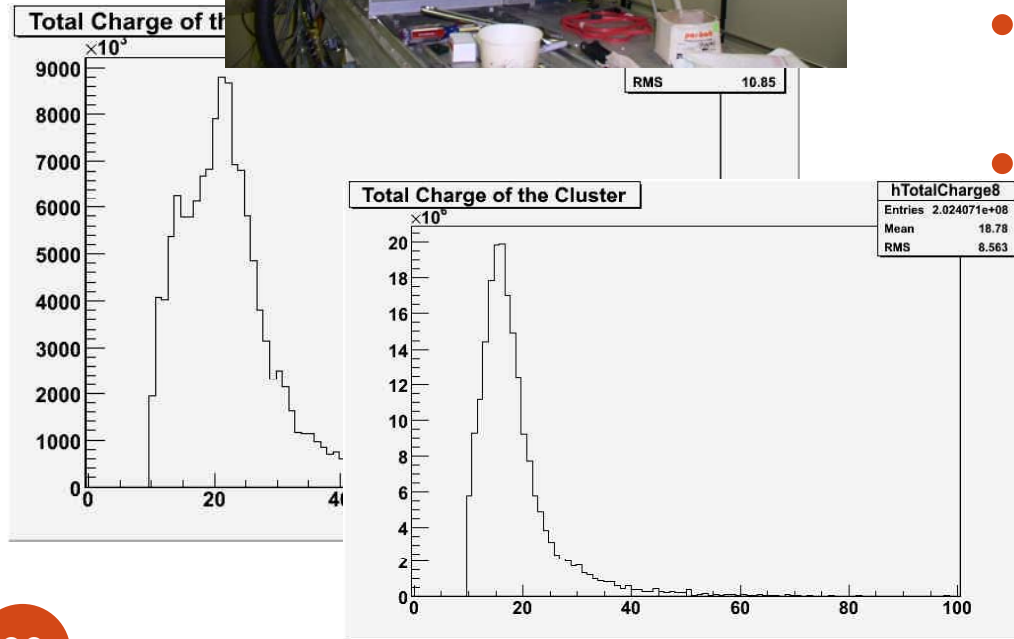 Total Charge of th
×10³
9000
8000
7000
6000
5000
4000
3000
2000
1000
0
0 20 40
RMS 10.85
Total Charge of the Cluster
×10⁶
hTotalCharge8
Entries 2.024071e+08
Mean 18.78
RMS 8.563
20
18
16
14
12
10
8
6
4
2
0
0 20 40 60 80 100